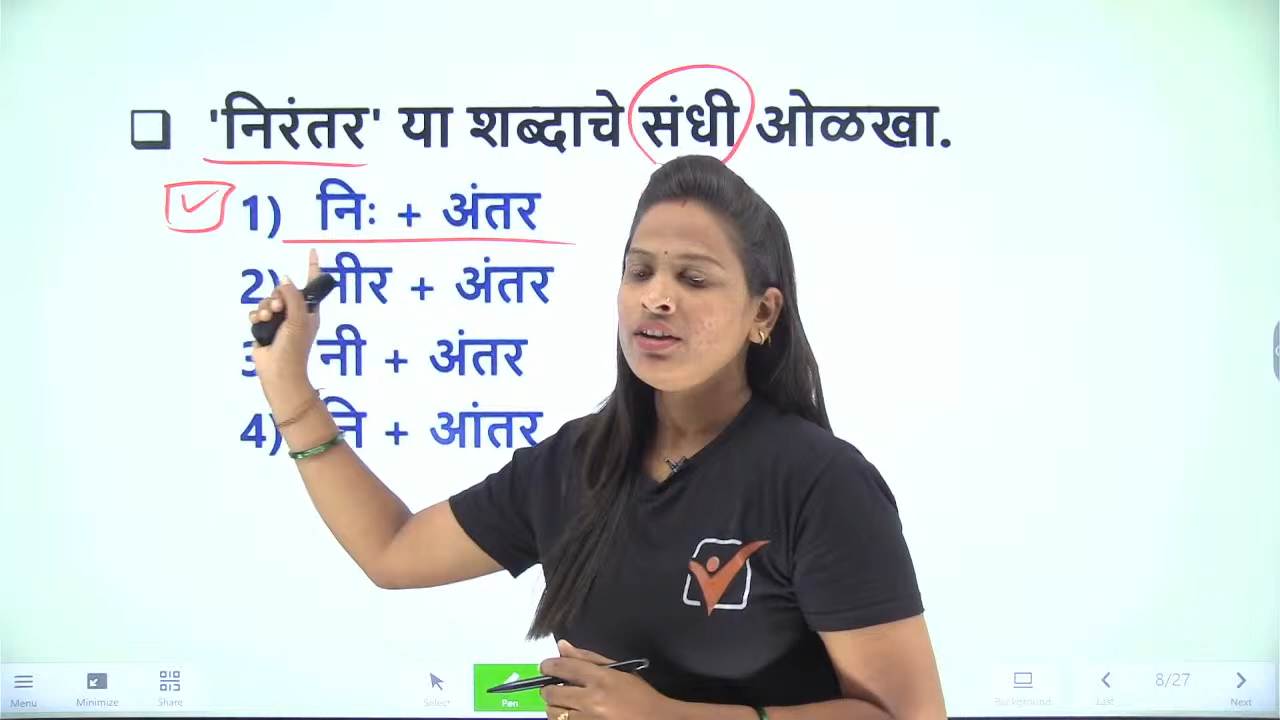 'निरंतर' या शब्दाचे संधी ओळखा.
1) निः + अंतर
2) नीर + अंतर
3) नी + अंतर
4) नि + आंतर
Menu
Minimize
Share
Select
Pen
Background
Last
8/27
Next